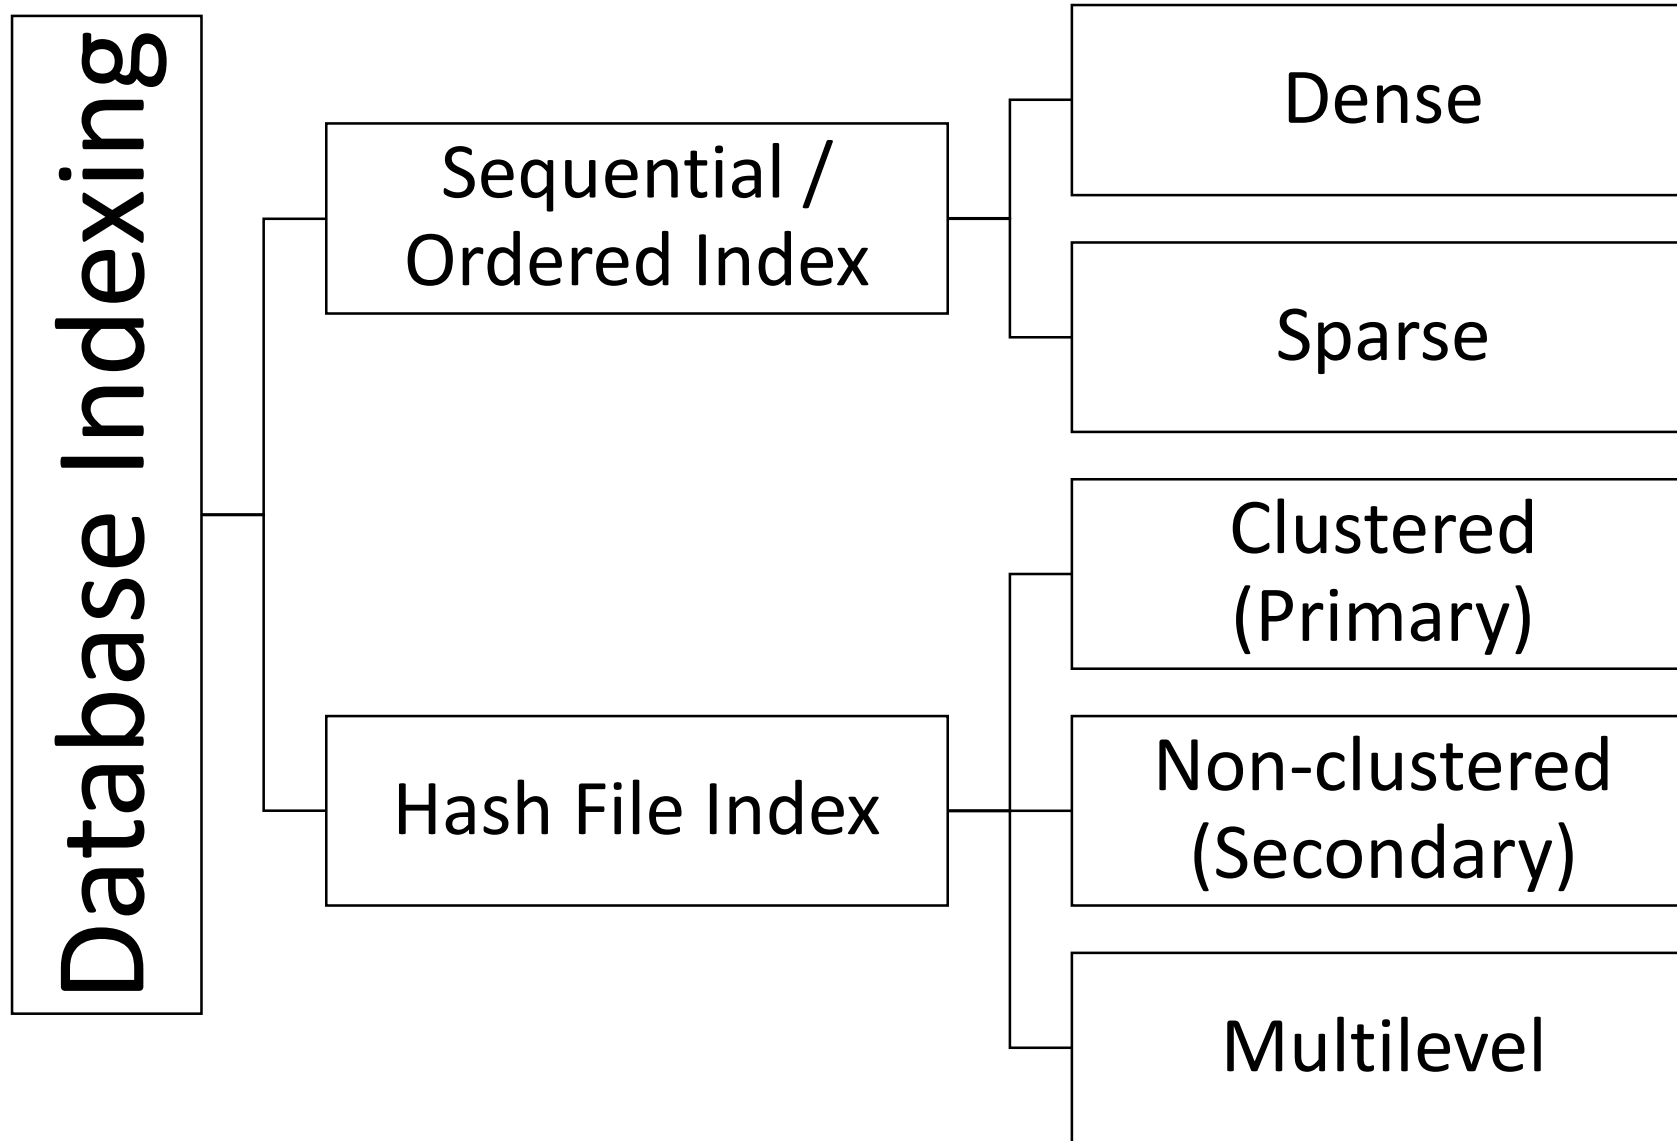 Database Indexing
Sequential /
Ordered Index
Dense
Sparse
Hash File Index
Clustered
(Primary)
Non-clustered
(Secondary)
Multilevel